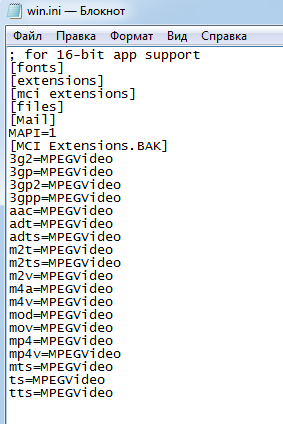 win.ini — Блокнот
Файл Правка Формат Вид Справка
; for 16-bit app support
[fonts]
[extensions]
[mci extensions]
[files]
[Mail]
MAPI=1
[MCI Extensions.BAK]
3g2=MPEGVideo
3gp=MPEGVideo
3gp2=MPEGVideo
3gpp=MPEGVideo
aac=MPEGVideo
adt=MPEGVideo
adts=MPEGVideo
m2t=MPEGVideo
m2ts=MPEGVideo
m2v=MPEGVideo
m4a=MPEGVideo
m4v=MPEGVideo
mod=MPEGVideo
mov=MPEGVideo
mp4=MPEGVideo
mp4v=MPEGVideo
mts=MPEGVideo
ts=MPEGVideo
tts=MPEGVideo